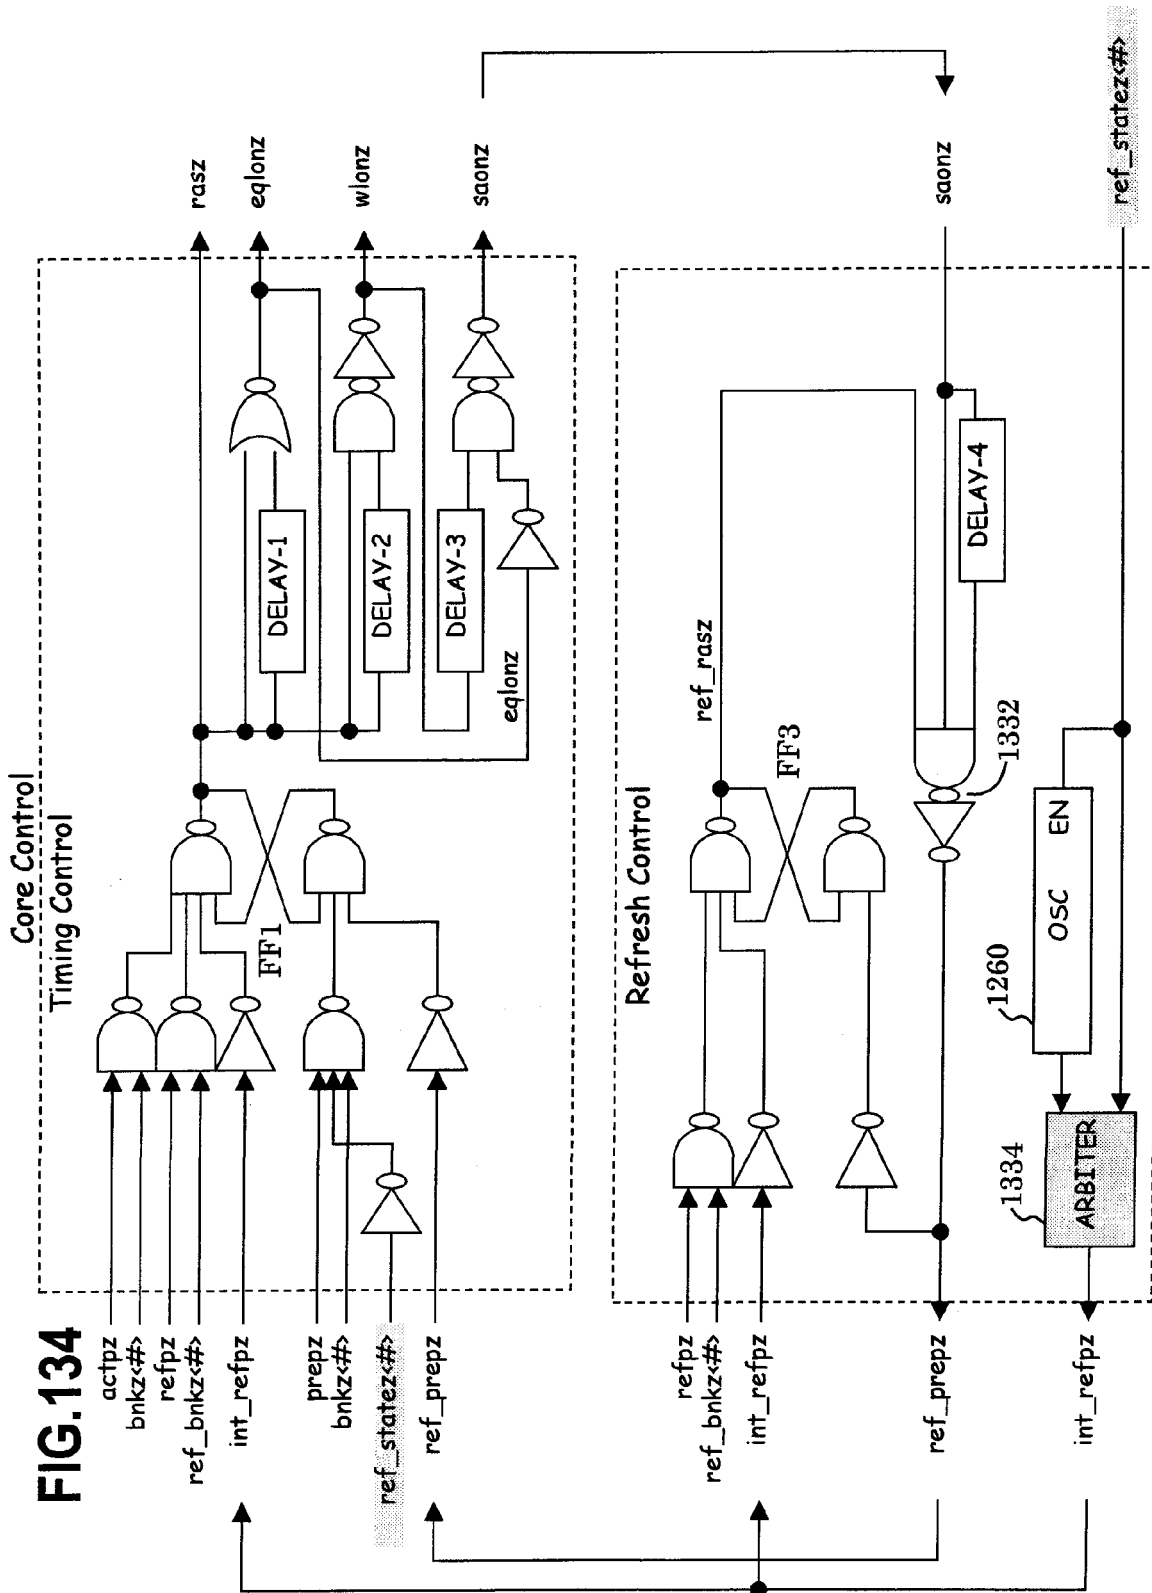 FIG.134
Core Control
Timing Control
actpz
bnkz<#>
refpz
ref_bnkz<#>
int_refpz
prepz
bnkz<#>
ref_statez<#>
ref_prepz
FF1
DELAY-1
DELAY-2
DELAY-3
eqlonz
rasz
eqlonz
wlonz
saonz
Refresh Control
refpz
ref_bnkz<#>
int_refpz
ref_prepz
int_refpz
ref_rasz
FF3
DELAY-4
1332
1260
OSC EN
1334
ARBITER
saonz
ref_statez<#>